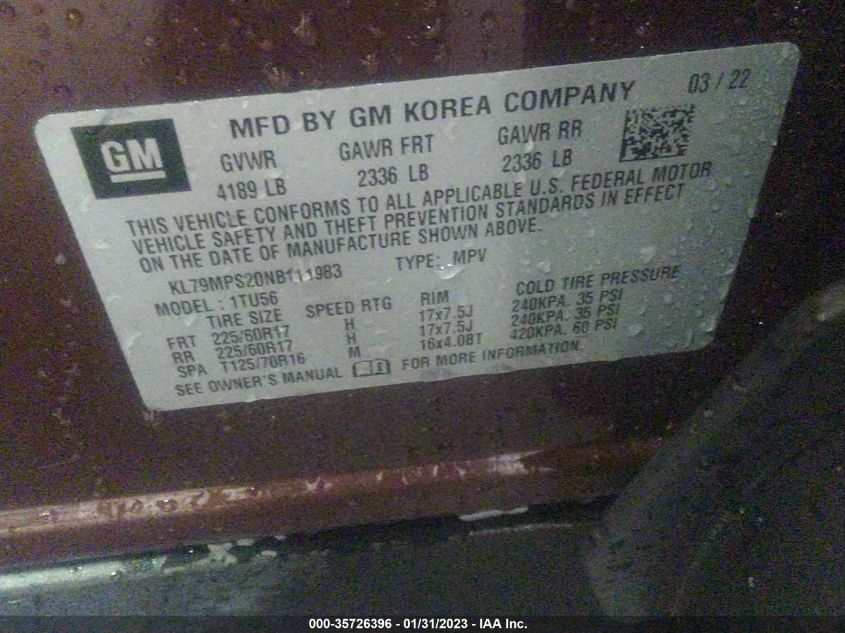 GM
MFD BY GM KOREA COMPANY 03 / 22
GVWR GAWR FRT GAWR RR
4189 LB 2336 LB 2336 LB
THIS VEHICLE CONFORMS TO ALL APPLICABLE U.S. FEDERAL MOTOR
VEHICLE SAFETY AND THEFT PREVENTION STANDARDS IN EFFECT
ON THE DATE OF MANUFACTURE SHOWN ABOVE.
KL79MPS20NB111983 TYPE: MPV
MODEL : 1TU56
TIRE SIZE SPEED RTG RIM COLD TIRE PRESSURE
FRT 225/60R17 H 17x7.5J 240KPA. 35 PSI
RR 225/60R17 H 17x7.5J 240KPA. 35 PSI
SPA T125/70R16 M 16x4.08T 420KPA. 60 PSI
SEE OWNER'S MANUAL FOR MORE INFORMATION.
000-35726396 - 01/31/2023 - IAA Inc.